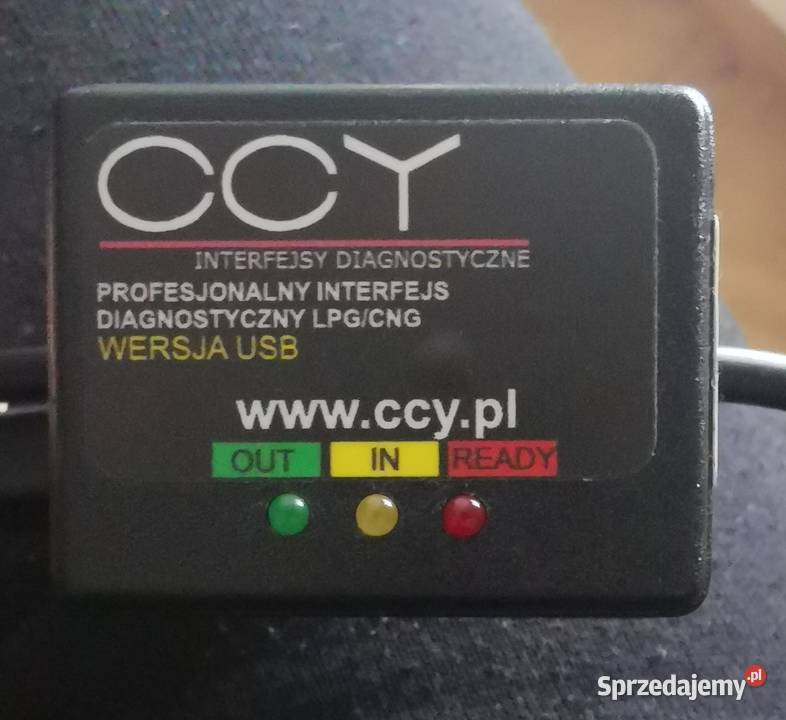 CCY
INTERFEJSY DIAGNOSTYCZNE
PROFESJONALNY INTERFEJS
DIAGNOSTYCZNY LPG/CNG
WERSJA USB
www.ccy.pl
OUT IN READY
Sprzedajemy.pl